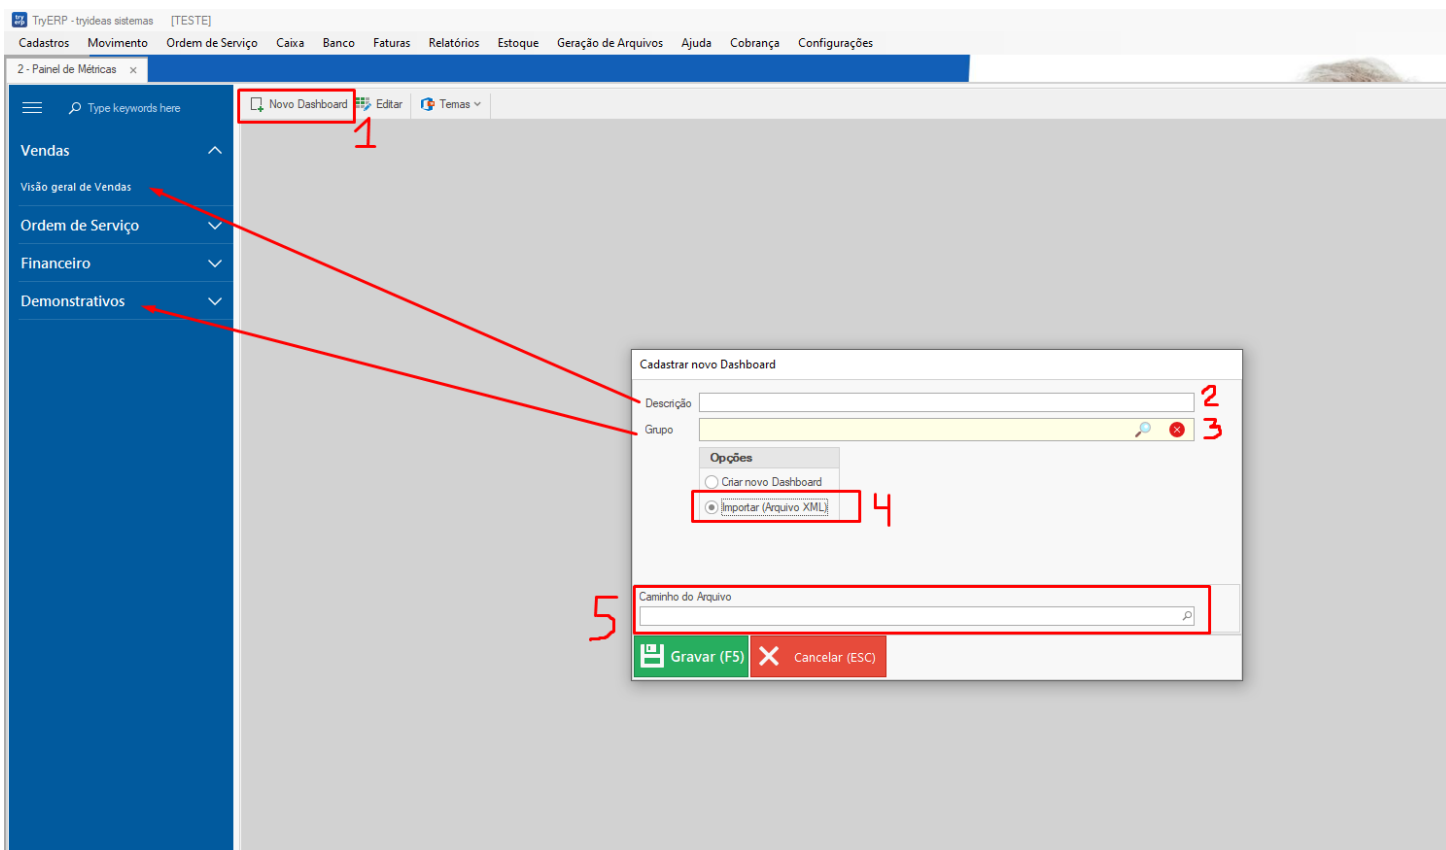 try erp TryERP - tryideas sistemas [TESTE]
Cadastros Movimento Ordem de Serviço Caixa Banco Faturas Relatórios Estoque Geração de Arquivos Ajuda Cobrança Configurações
2 - Painel de Métricas ×
Type keywords here
Novo Dashboard Editar Temas
1
Vendas
Visão geral de Vendas
Ordem de Serviço
Financeiro
Demonstrativos
Cadastrar novo Dashboard
Descrição 2
Grupo 3
Opções
Criar novo Dashboard
Importar (Arquivo XML) 4
Caminho do Arquivo
5
Gravar (F5) Cancelar (ESC)